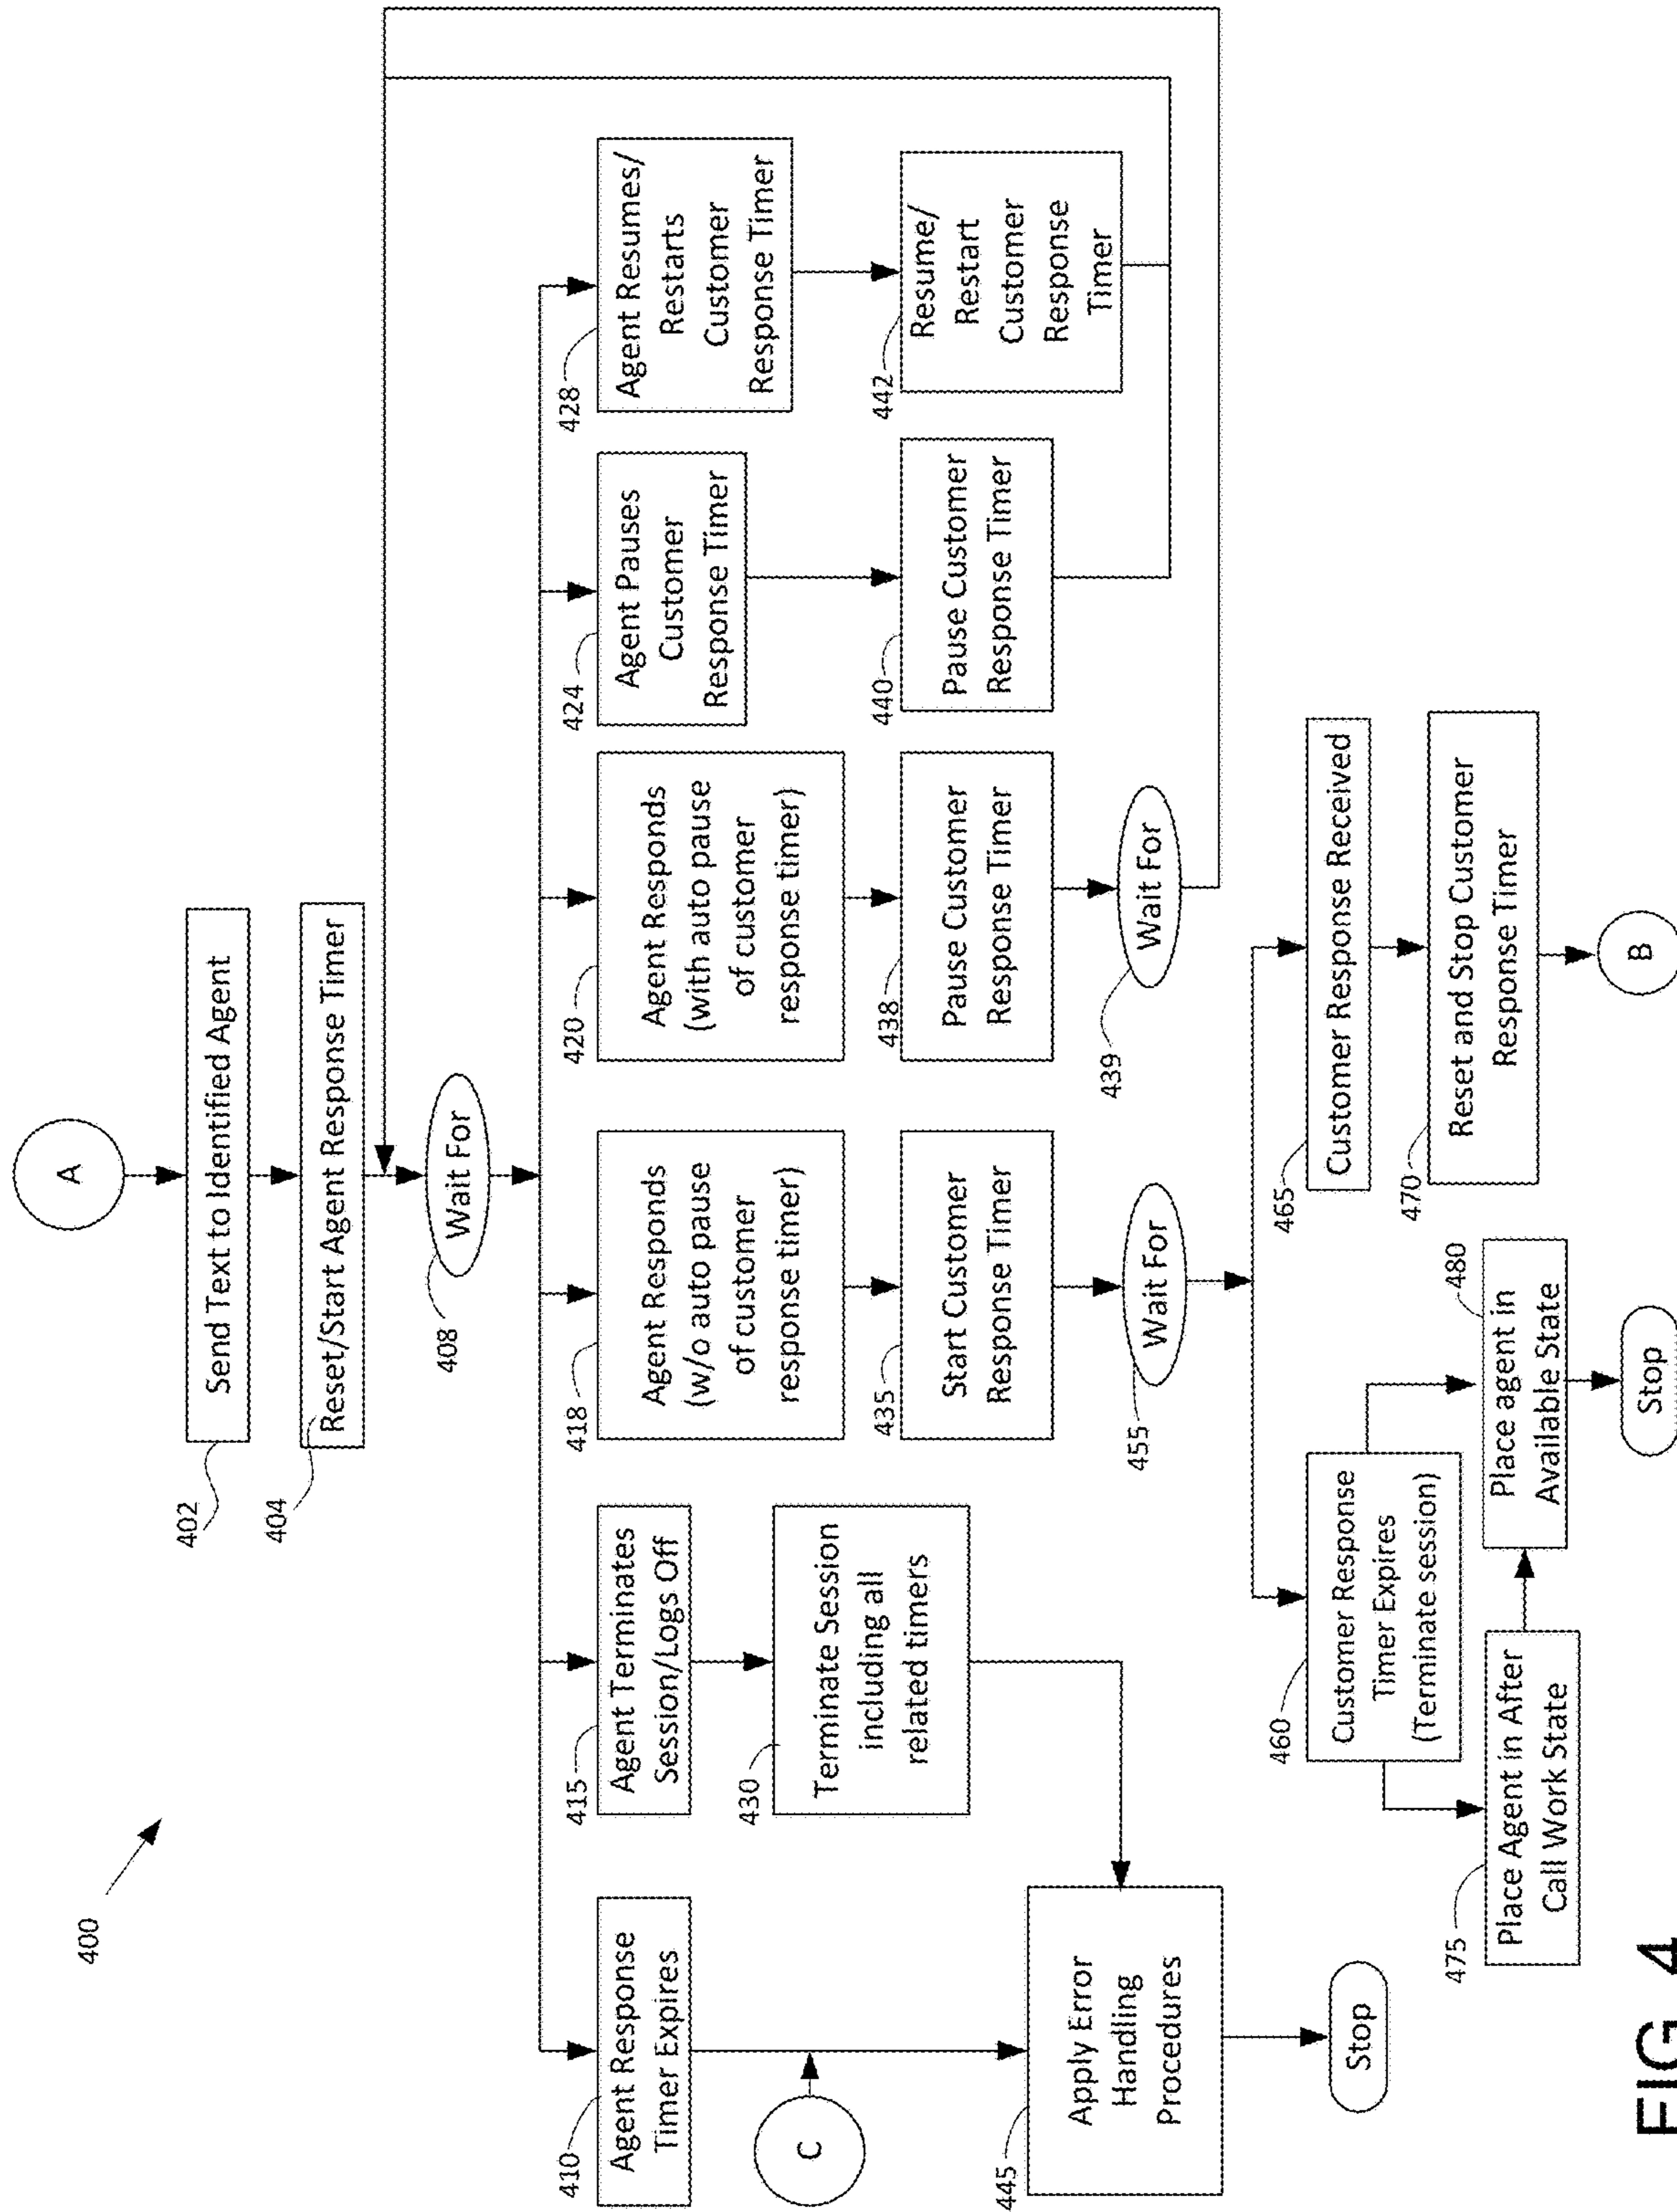 400
A
402
Send Text to Identified Agent
404
Reset/Start Agent Response Timer
408
Wait For
410
Agent Response
Timer Expires
415
Agent Terminates
Session/Logs Off
418
Agent Responds
(w/o auto pause
of customer
response timer)
420
Agent Responds
(with auto pause
of customer
response timer)
424
Agent Pauses
Customer
Response Timer
428
Agent Resumes/
Restarts
Customer
Response Timer
C
430
Terminate Session
including all
related timers
435
Start Customer
Response Timer
438
Pause Customer
Response Timer
440
Pause Customer
Response Timer
442
Resume/
Restart
Customer
Response
Timer
445
Apply Error
Handling
Procedures
Stop
455
Wait For
439
Wait For
460
Customer Response
Timer Expires
(Terminate session)
465
Customer Response Received
470
Reset and Stop Customer
Response Timer
475
Place Agent in After
Call Work State
480
Place agent in
Available State
Stop
B
FIG. 4